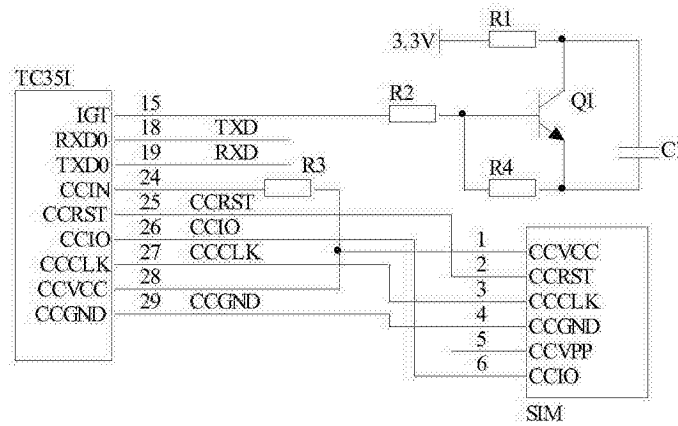 R1
3.3V
TC35I
Q1
R2
IGT 15
RXD0 18 TXD
TXD0 19 RXD
CCIN 24 R3
R4
CCRST 25 CCRST
CCIO 26 CCIO
CCCLK 27 CCCLK
CCVCC 28
CCGND 29 CCGND
1 CCVCC
2 CCRST
3 CCCLK
4 CCGND
5 CCVPP
6 CCIO
SIM